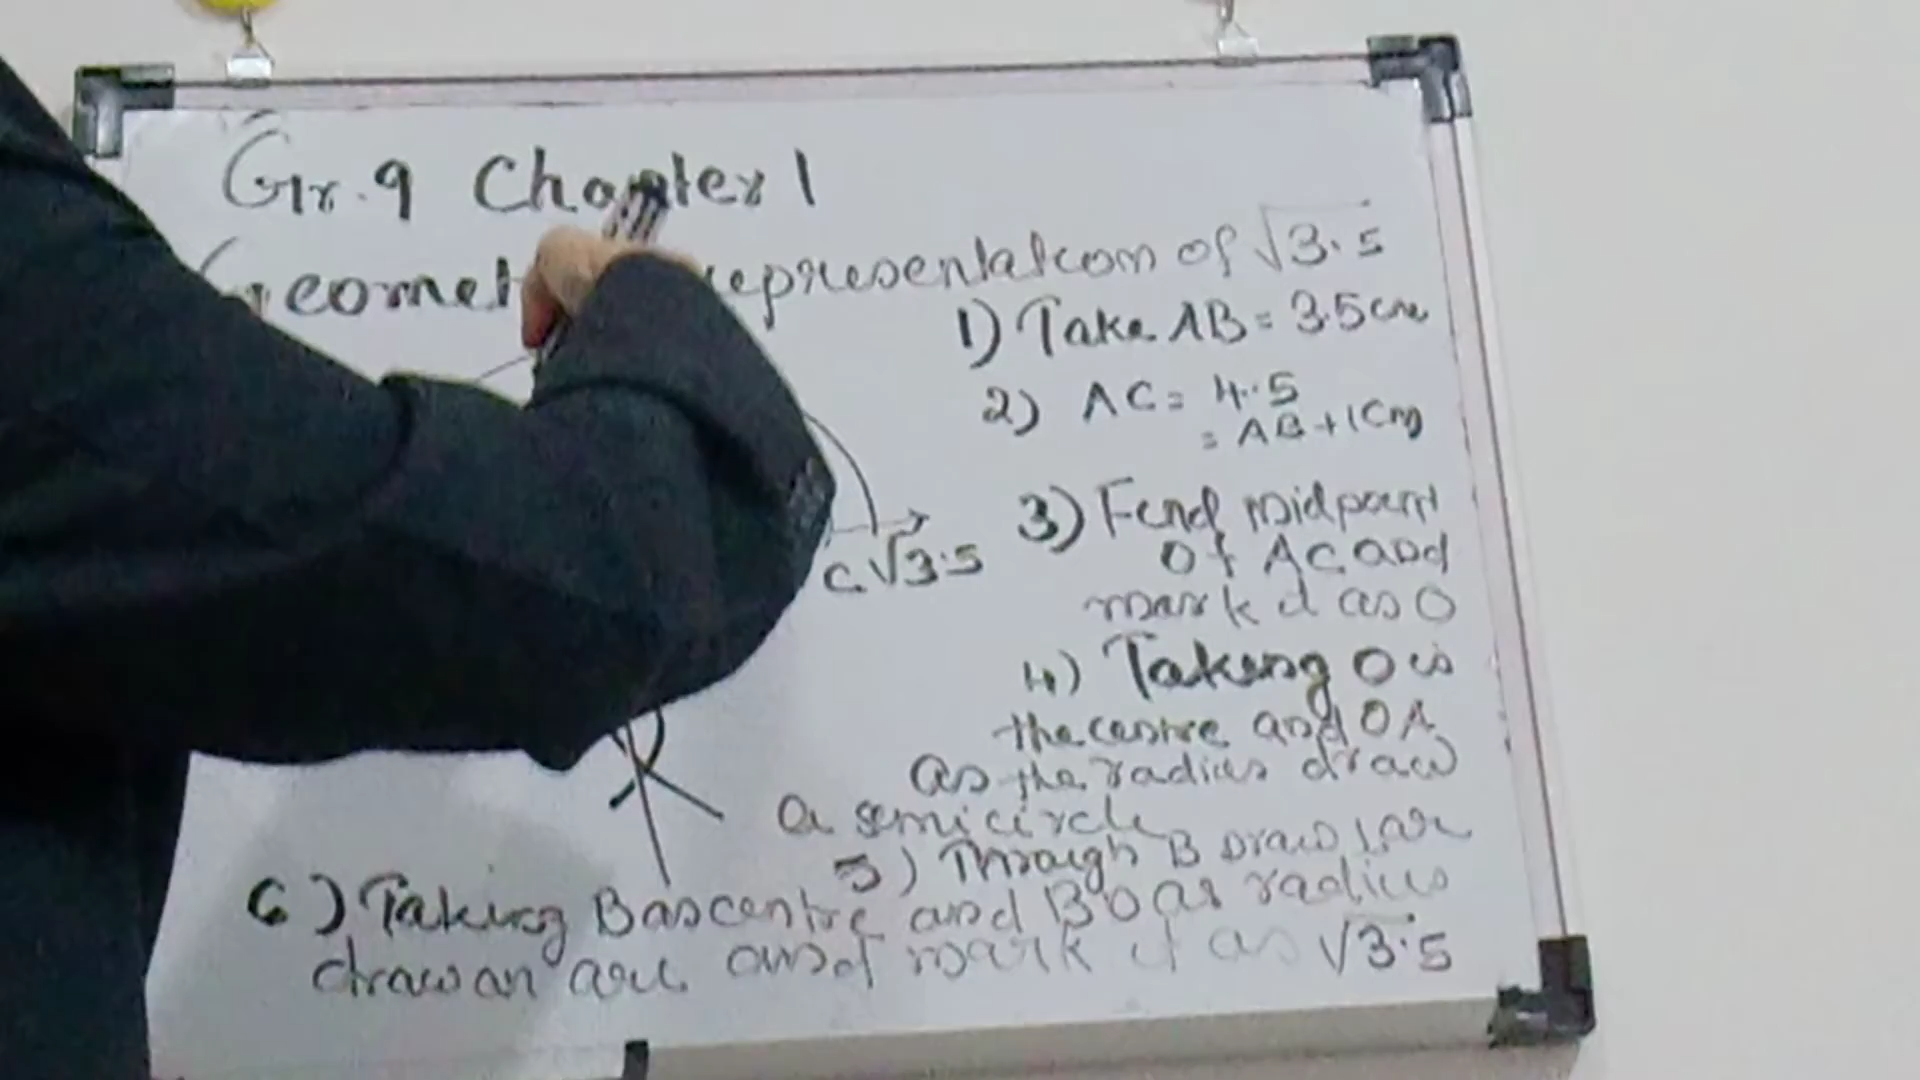 Gr. 9 Chapter 1
Geomet representation of √3.5
1) Take AB = 3.5cm
2) AC = 4.5
= AB + 1cm
3) Find midpoint
of AC and
mark it as O
C √3.5
4) Taking O as
the centre and OA
as the radius draw
a semicircle
5) Through B draw
6) Taking B as centre and BD as radius
draw an arc and mark it as √3.5